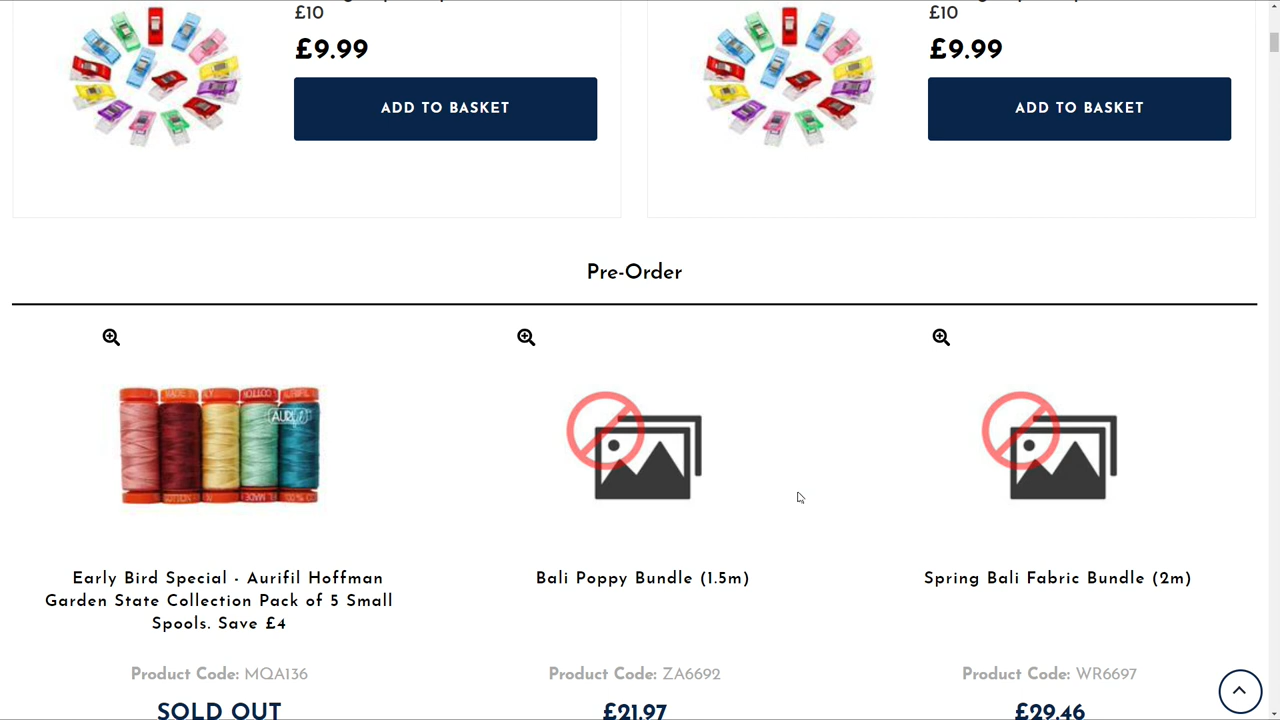 £10
£9.99
ADD TO BASKET
£10
£9.99
ADD TO BASKET
Pre-Order
AURIfil
Early Bird Special - Aurifil Hoffman
Garden State Collection Pack of 5 Small
Spools. Save £4
Product Code: MQA136
SOLD OUT
Bali Poppy Bundle (1.5m)
Product Code: ZA6692
£21.97
Spring Bali Fabric Bundle (2m)
Product Code: WR6697
£29.46